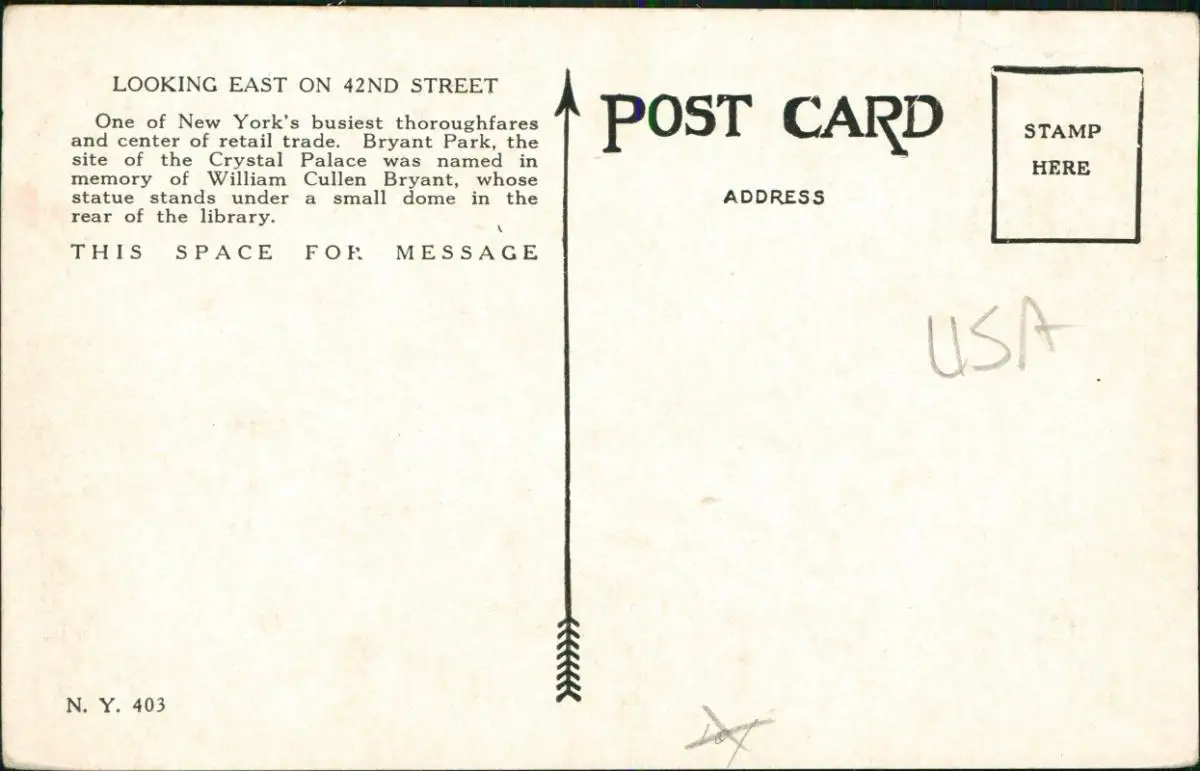 LOOKING EAST ON 42ND STREET
One of New York's busiest thoroughfares
and center of retail trade. Bryant Park, the
site of the Crystal Palace was named in
memory of William Cullen Bryant, whose
statue stands under a small dome in the
rear of the library.
THIS SPACE FOR MESSAGE
N. Y. 403
POST CARD
ADDRESS
STAMP
HERE
USA